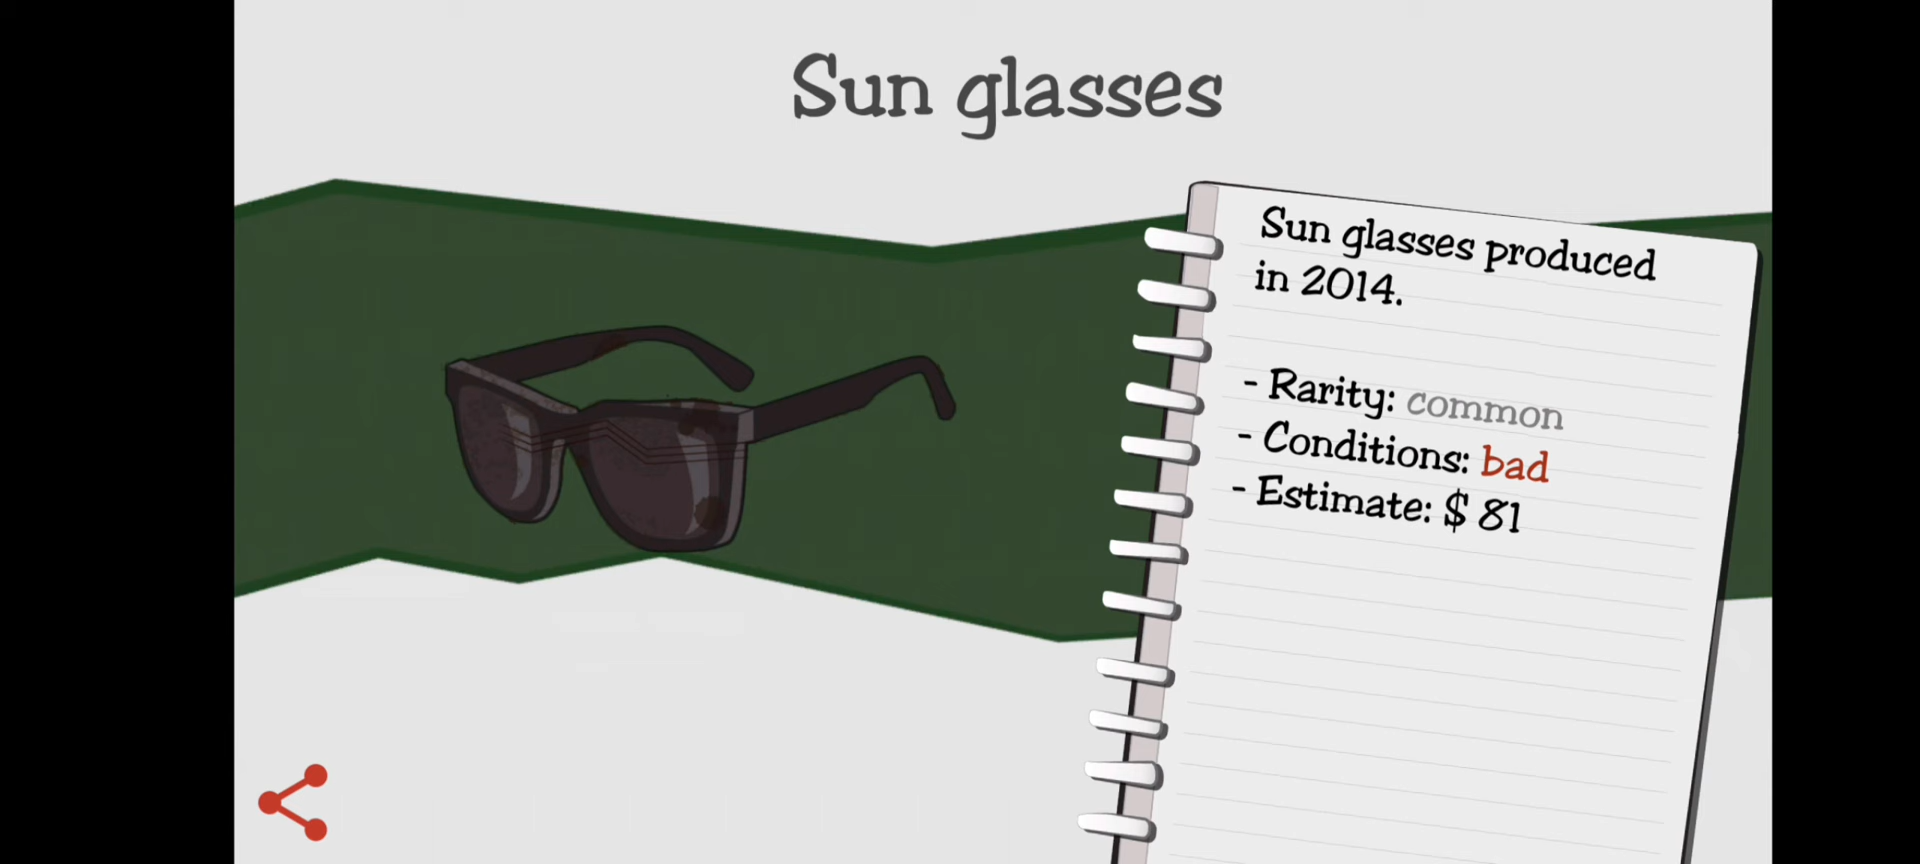 Sun glasses
Sun glasses produced
in 2014.
- Rarity: common
- Conditions: bad
- Estimate: $ 81